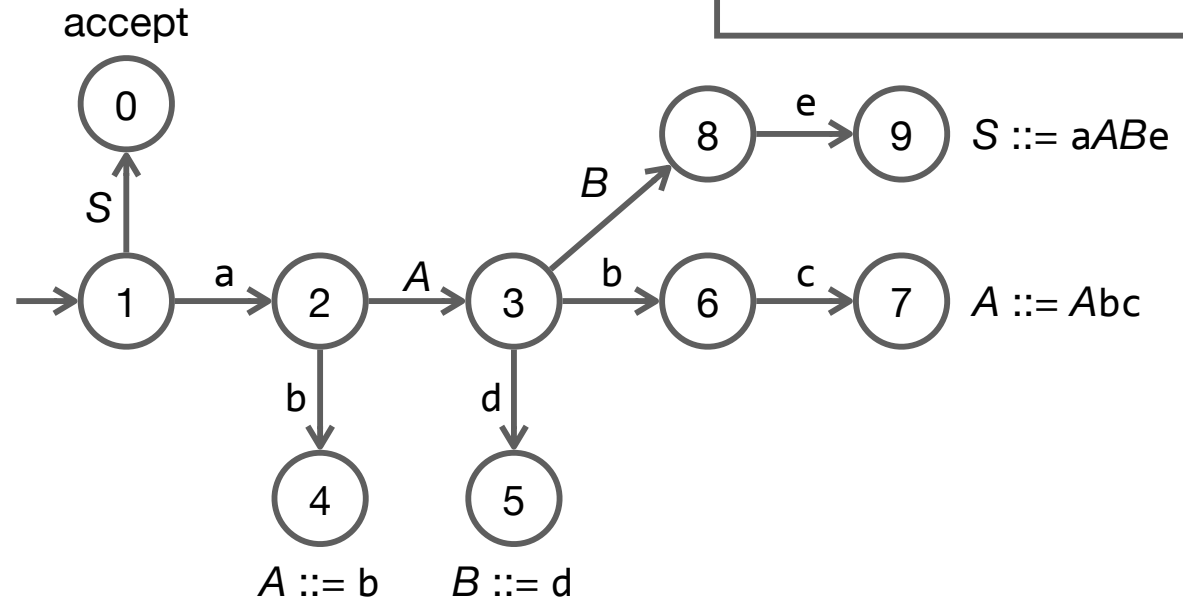 accept
0
S
1
a
2
A
3
B
8
e
9
S ::= aABe
b
6
c
7
A ::= Abc
b
4
A ::= b
d
5
B ::= d